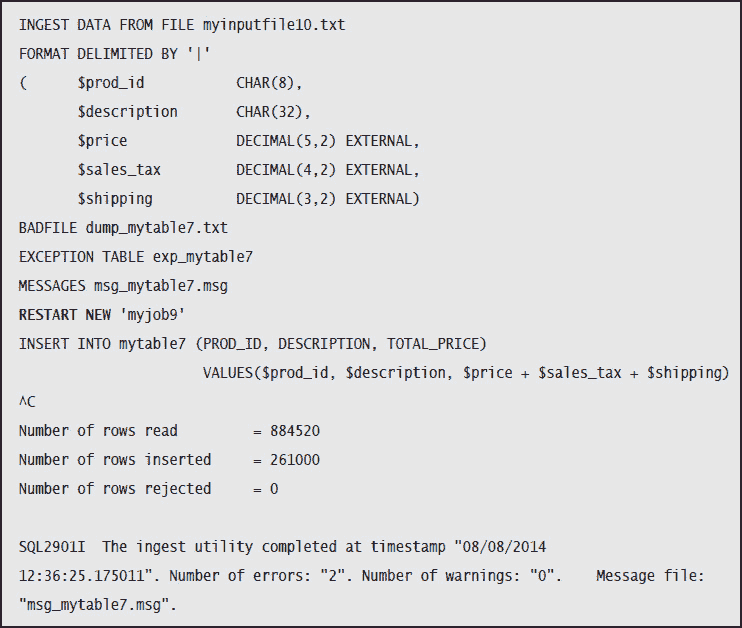 INGEST DATA FROM FILE myinputfile10.txt
FORMAT DELIMITED BY '|'
( $prod_id CHAR(8),
$description CHAR(32),
$price DECIMAL(5,2) EXTERNAL,
$sales_tax DECIMAL(4,2) EXTERNAL,
$shipping DECIMAL(3,2) EXTERNAL)
BADFILE dump_mytable7.txt
EXCEPTION TABLE exp_mytable7
MESSAGES msg_mytable7.msg
RESTART NEW 'myjob9'
INSERT INTO mytable7 (PROD_ID, DESCRIPTION, TOTAL_PRICE)
VALUES($prod_id, $description, $price + $sales_tax + $shipping)
^C
Number of rows read = 884520
Number of rows inserted = 261000
Number of rows rejected = 0
SQL2901I The ingest utility completed at timestamp "08/08/2014
12:36:25.175011". Number of errors: "2". Number of warnings: "0". Message file:
"msg_mytable7.msg".